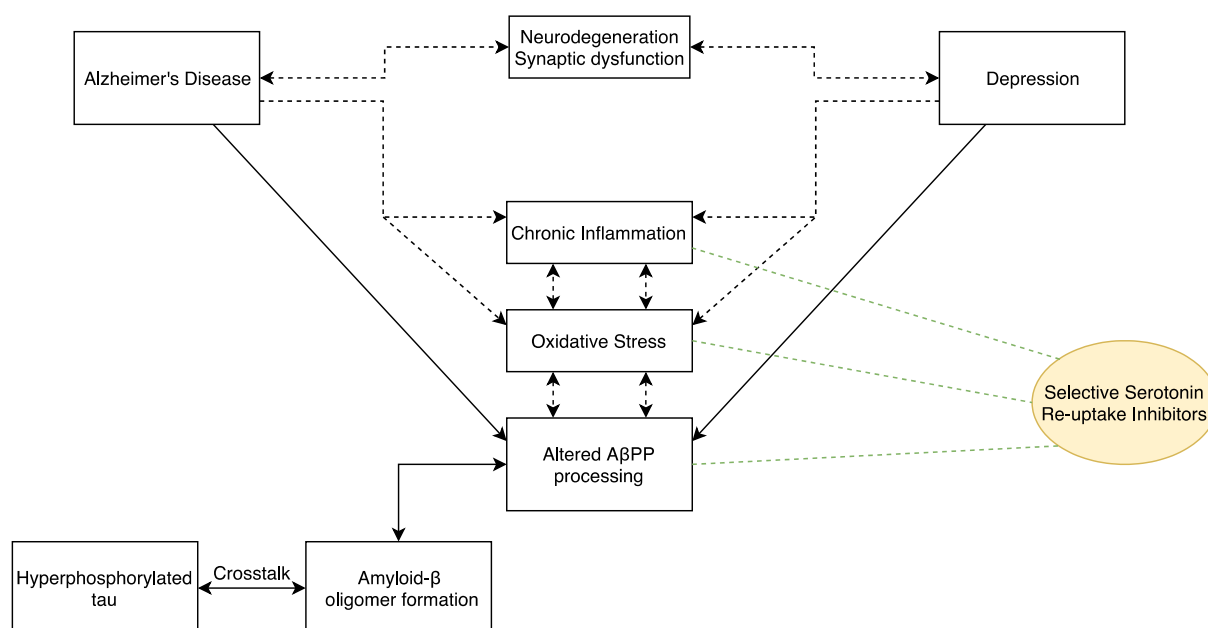 Neurodegeneration
Synaptic dysfunction
Alzheimer's Disease
Depression
Chronic Inflammation
Oxidative Stress
Selective Serotonin
Re-uptake Inhibitors
Altered AβPP
processing
Hyperphosphorylated
tau
Crosstalk
Amyloid-β
oligomer formation